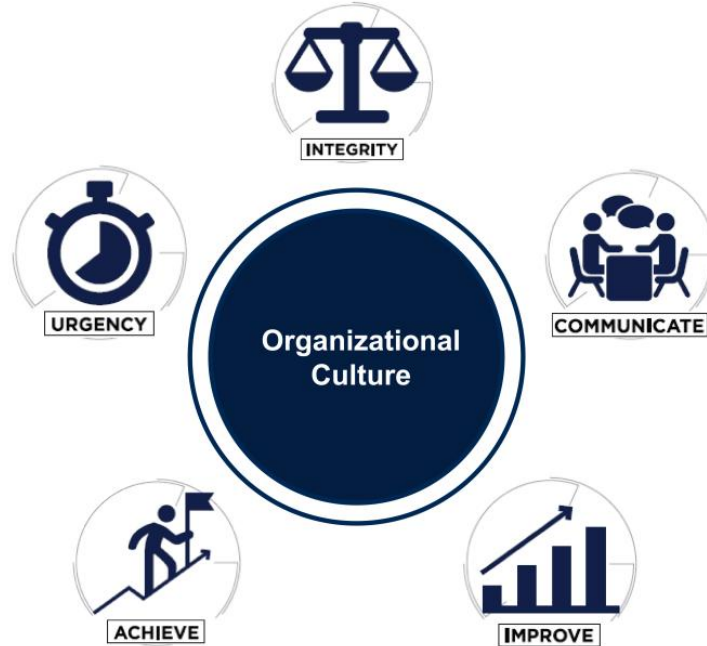 INTEGRITY
URGENCY
COMMUNICATE
Organizational
Culture
ACHIEVE
IMPROVE